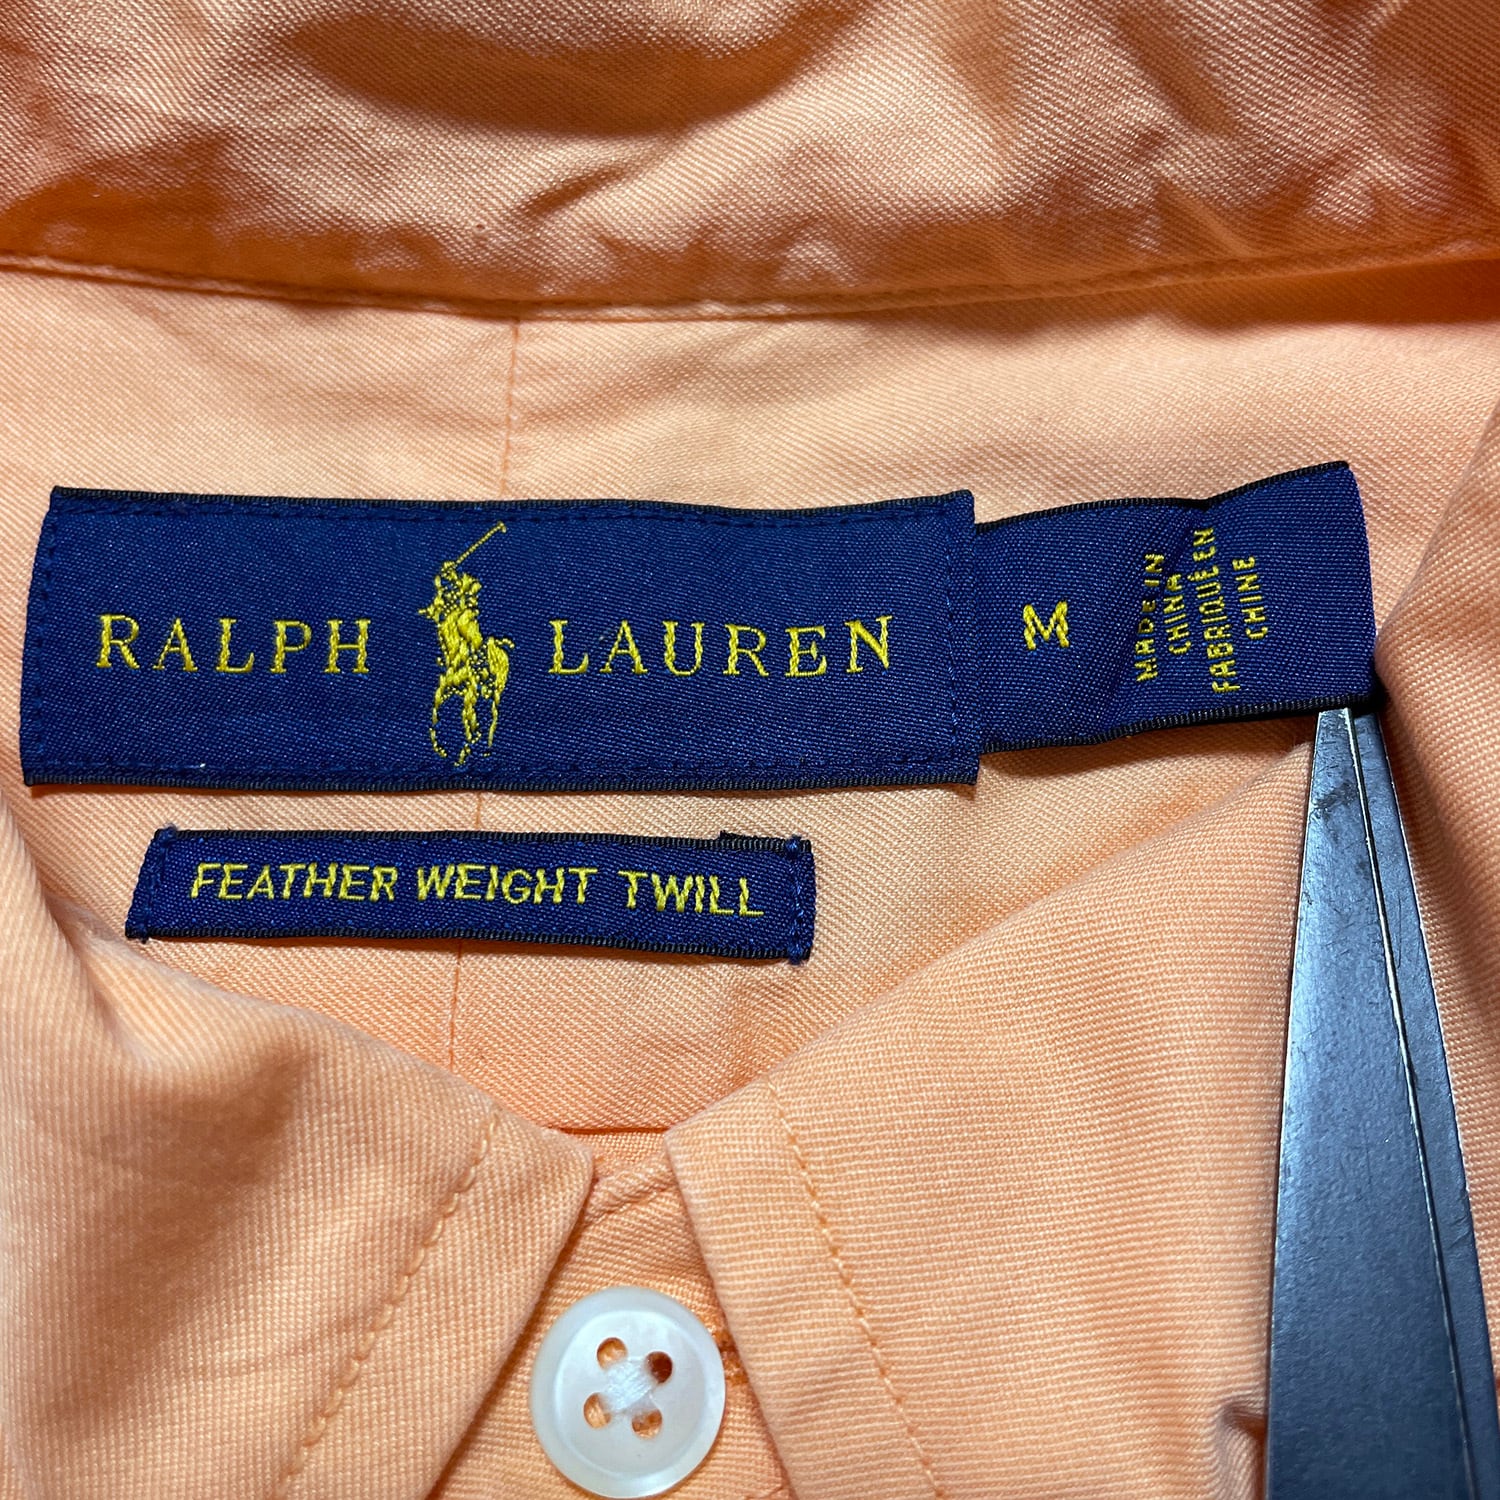 RALPH LAUREN
M
MADE IN
CHINA
FABRIQUÉ EN
CHINE
FEATHER WEIGHT TWILL